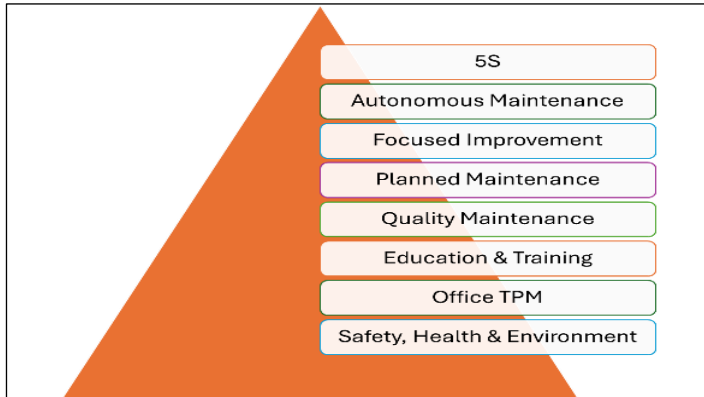 5S
Autonomous Maintenance
Focused Improvement
Planned Maintenance
Quality Maintenance
Education & Training
Office TPM
Safety, Health & Environment